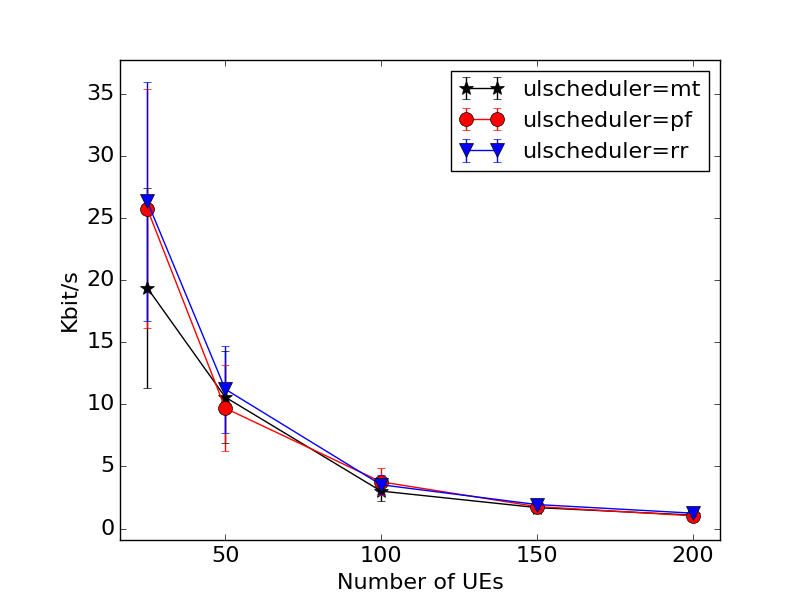 ulscheduler=mt
ulscheduler=pf
ulscheduler=rr
Kbit/s
35
30
25
20
15
10
5
0
50 100 150 200
Number of UEs